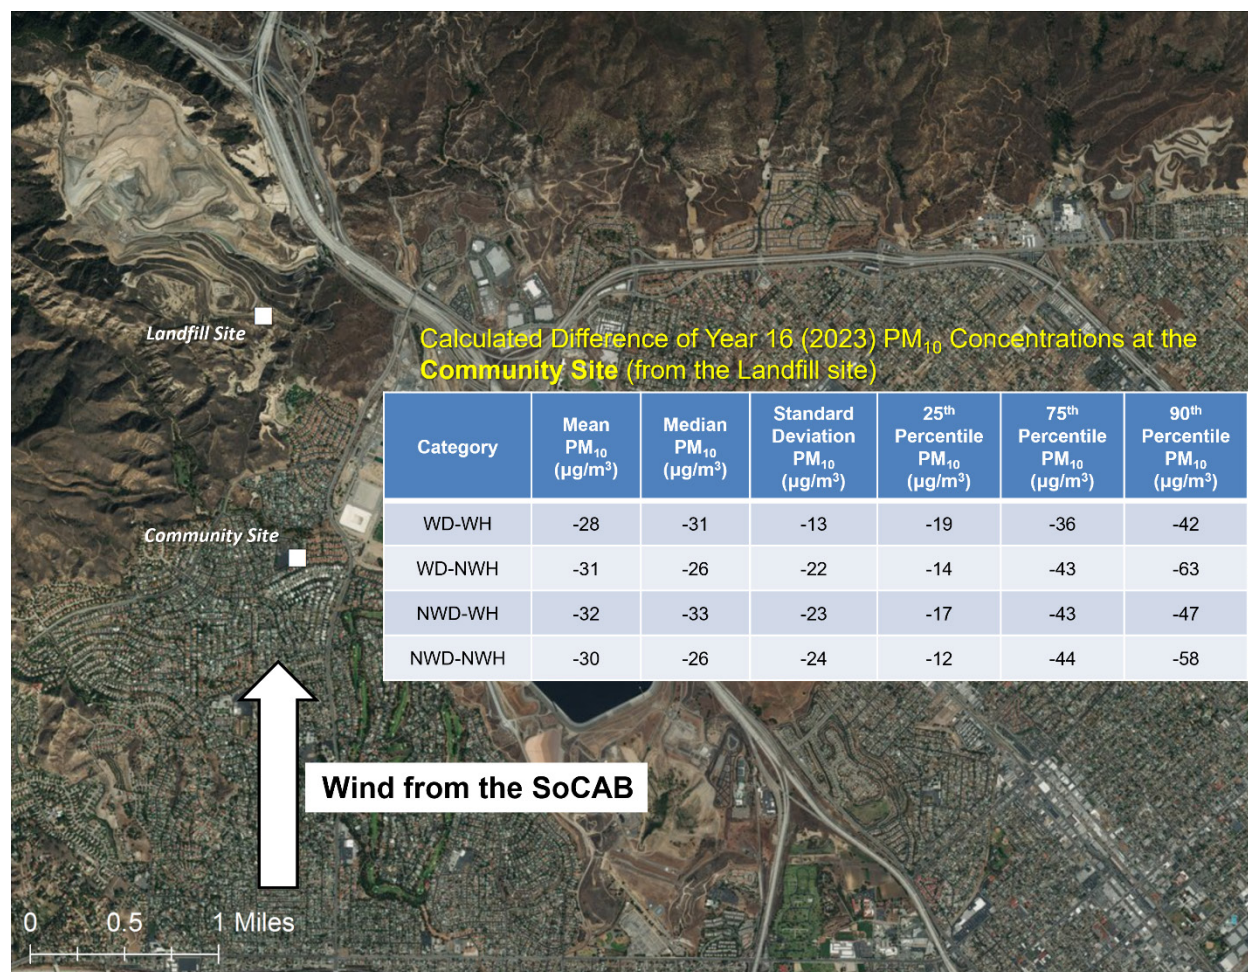 Landfill Site
Calculated Difference of Year 16 (2023) PM₁₀ Concentrations at the
Community Site (from the Landfill site)
Category Mean PM₁₀ (µg/m³) Median PM₁₀ (µg/m³) Standard Deviation PM₁₀ (µg/m³) 25th Percentile PM₁₀ (µg/m³) 75th Percentile PM₁₀ (µg/m³) 90th Percentile PM₁₀ (µg/m³)
WD-WH -28 -31 -13 -19 -36 -42
Community Site
WD-NWH -31 -26 -22 -14 -43 -63
NWD-WH -32 -33 -23 -17 -43 -47
NWD-NWH -30 -26 -24 -12 -44 -58
Wind from the SoCAB
0 0.5 1 Miles